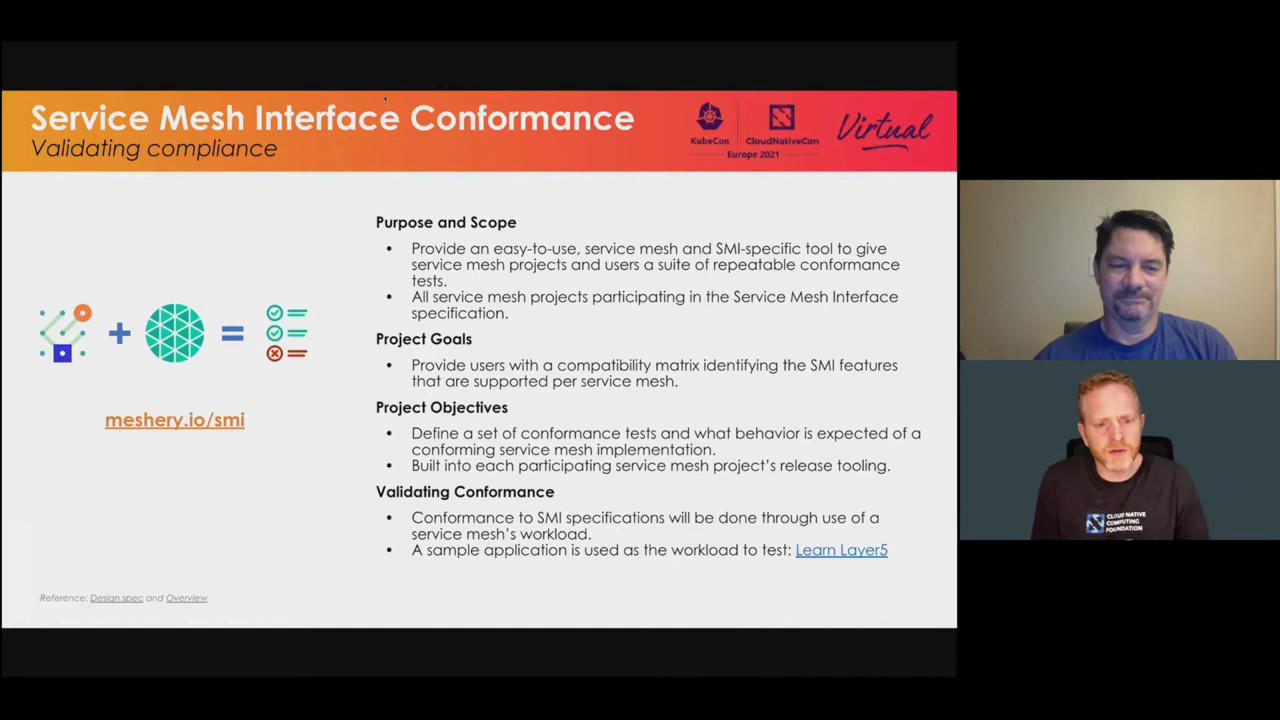 Service Mesh Interface Conformance
Validating compliance
KubeCon
CloudNativeCon
Europe 2021
Virtual
Purpose and Scope
• Provide an easy-to-use, service mesh and SMI-specific tool to give
service mesh projects and users a suite of repeatable conformance
tests.
• All service mesh projects participating in the Service Mesh Interface
specification.
Project Goals
• Provide users with a compatibility matrix identifying the SMI features
that are supported per service mesh.
Project Objectives
• Define a set of conformance tests and what behavior is expected of a
conforming service mesh implementation.
• Built into each participating service mesh project's release tooling.
Validating Conformance
• Conformance to SMI specifications will be done through use of a
service mesh's workload.
• A sample application is used as the workload to test: Learn Layer5
+
=
meshery.io/smi
Reference: Design spec and Overview
CLOUD NATIVE
COMPUTING
FOUNDATION